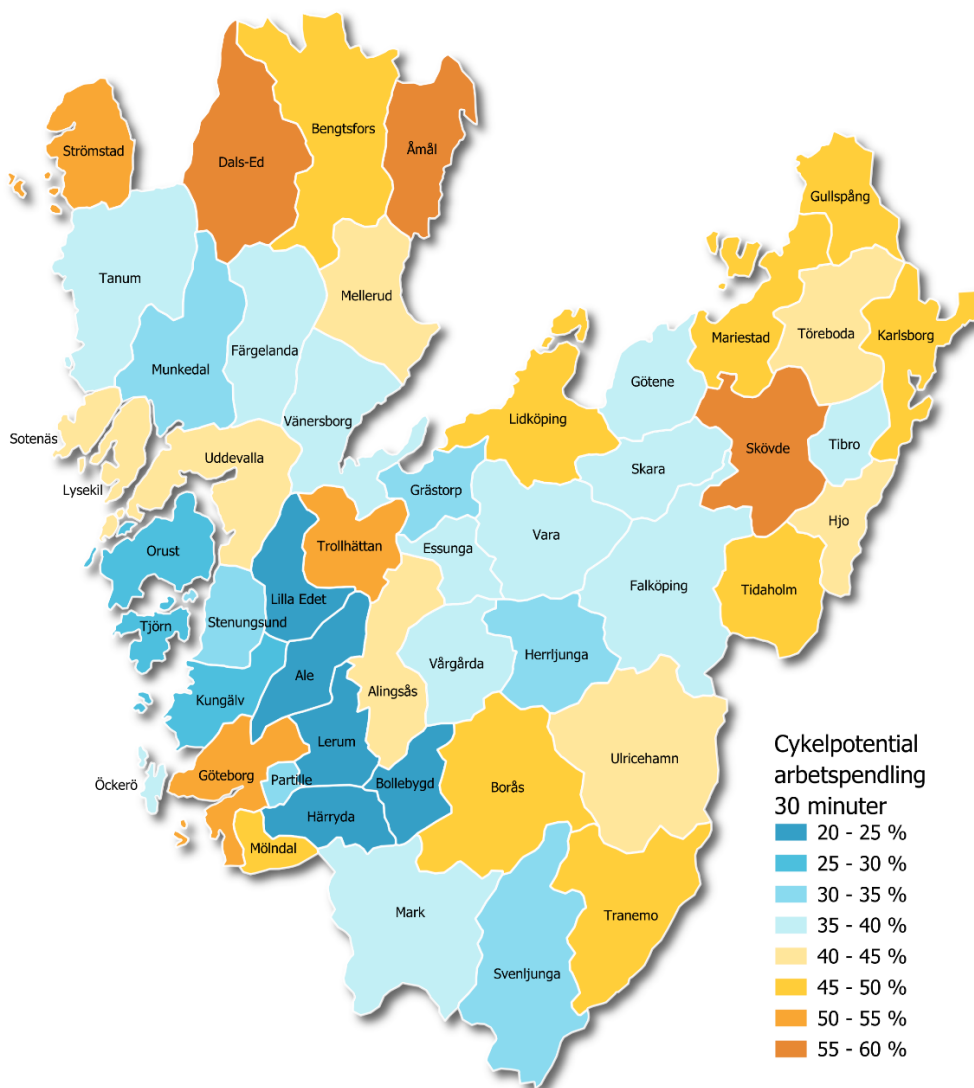 Bengtsfors
Strömstad
Dals-Ed
Åmål
Gullspång
Tanum
Mellerud
Töreboda
Mariestad
Karlsborg
Färgelanda
Munkedal
Götene
Vänersborg
Lidköping
Sotenäs
Tibro
Skövde
Uddevalla
Skara
Lysekil
Grästorp
Hjo
Vara
Orust
Trollhättan
Essunga
Falköping
Tidaholm
Lilla Edet
Stenungsund
Tjörn
Herrljunga
Vårgårda
Ale
Alingsås
Kungälv
Lerum
Ulricehamn
Öckerö
Göteborg
Partille
Bollebygd
Borås
Härryda
Mölndal
Mark
Tranemo
Svenljunga
Cykelpotential
arbetspendling
30 minuter
20 - 25 %
25 - 30 %
30 - 35 %
35 - 40 %
40 - 45 %
45 - 50 %
50 - 55 %
55 - 60 %